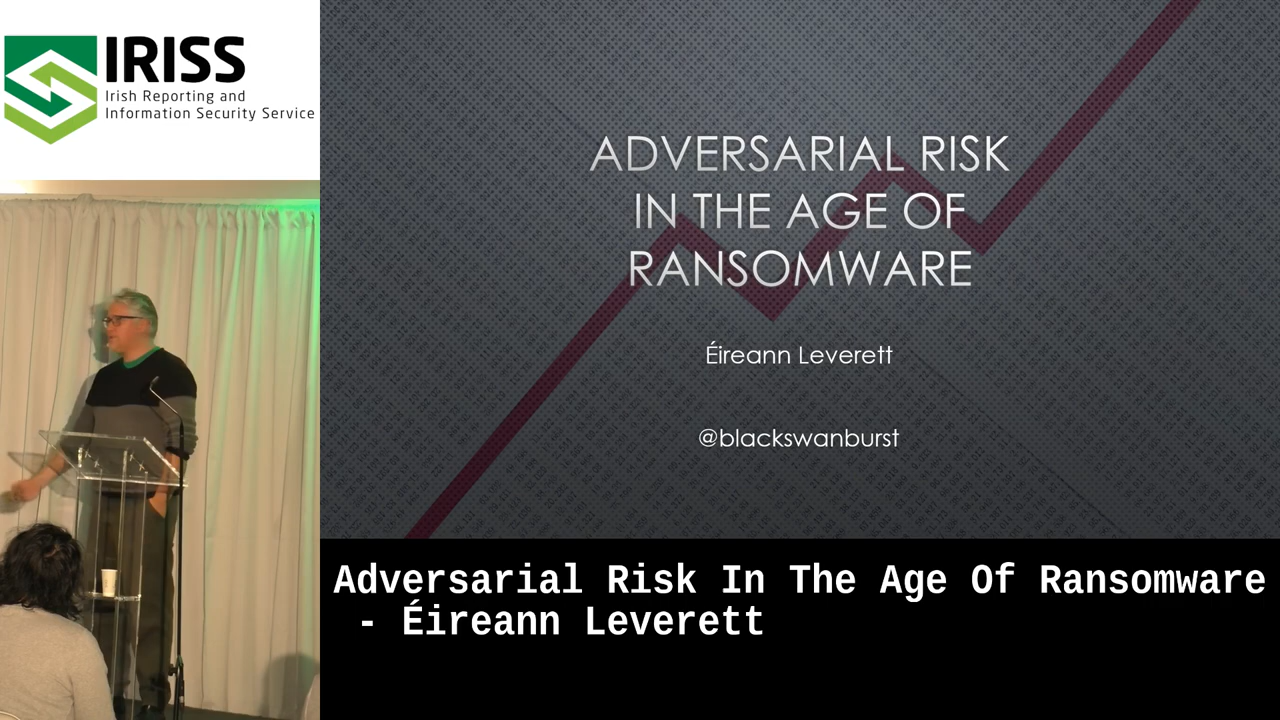 IRISS
Irish Reporting and
Information Security Service
ADVERSARIAL RISK
IN THE AGE OF
RANSOMWARE
Éireann Leverett
@blackswanburst
Adversarial Risk In The Age Of Ransomware
- Éireann Leverett